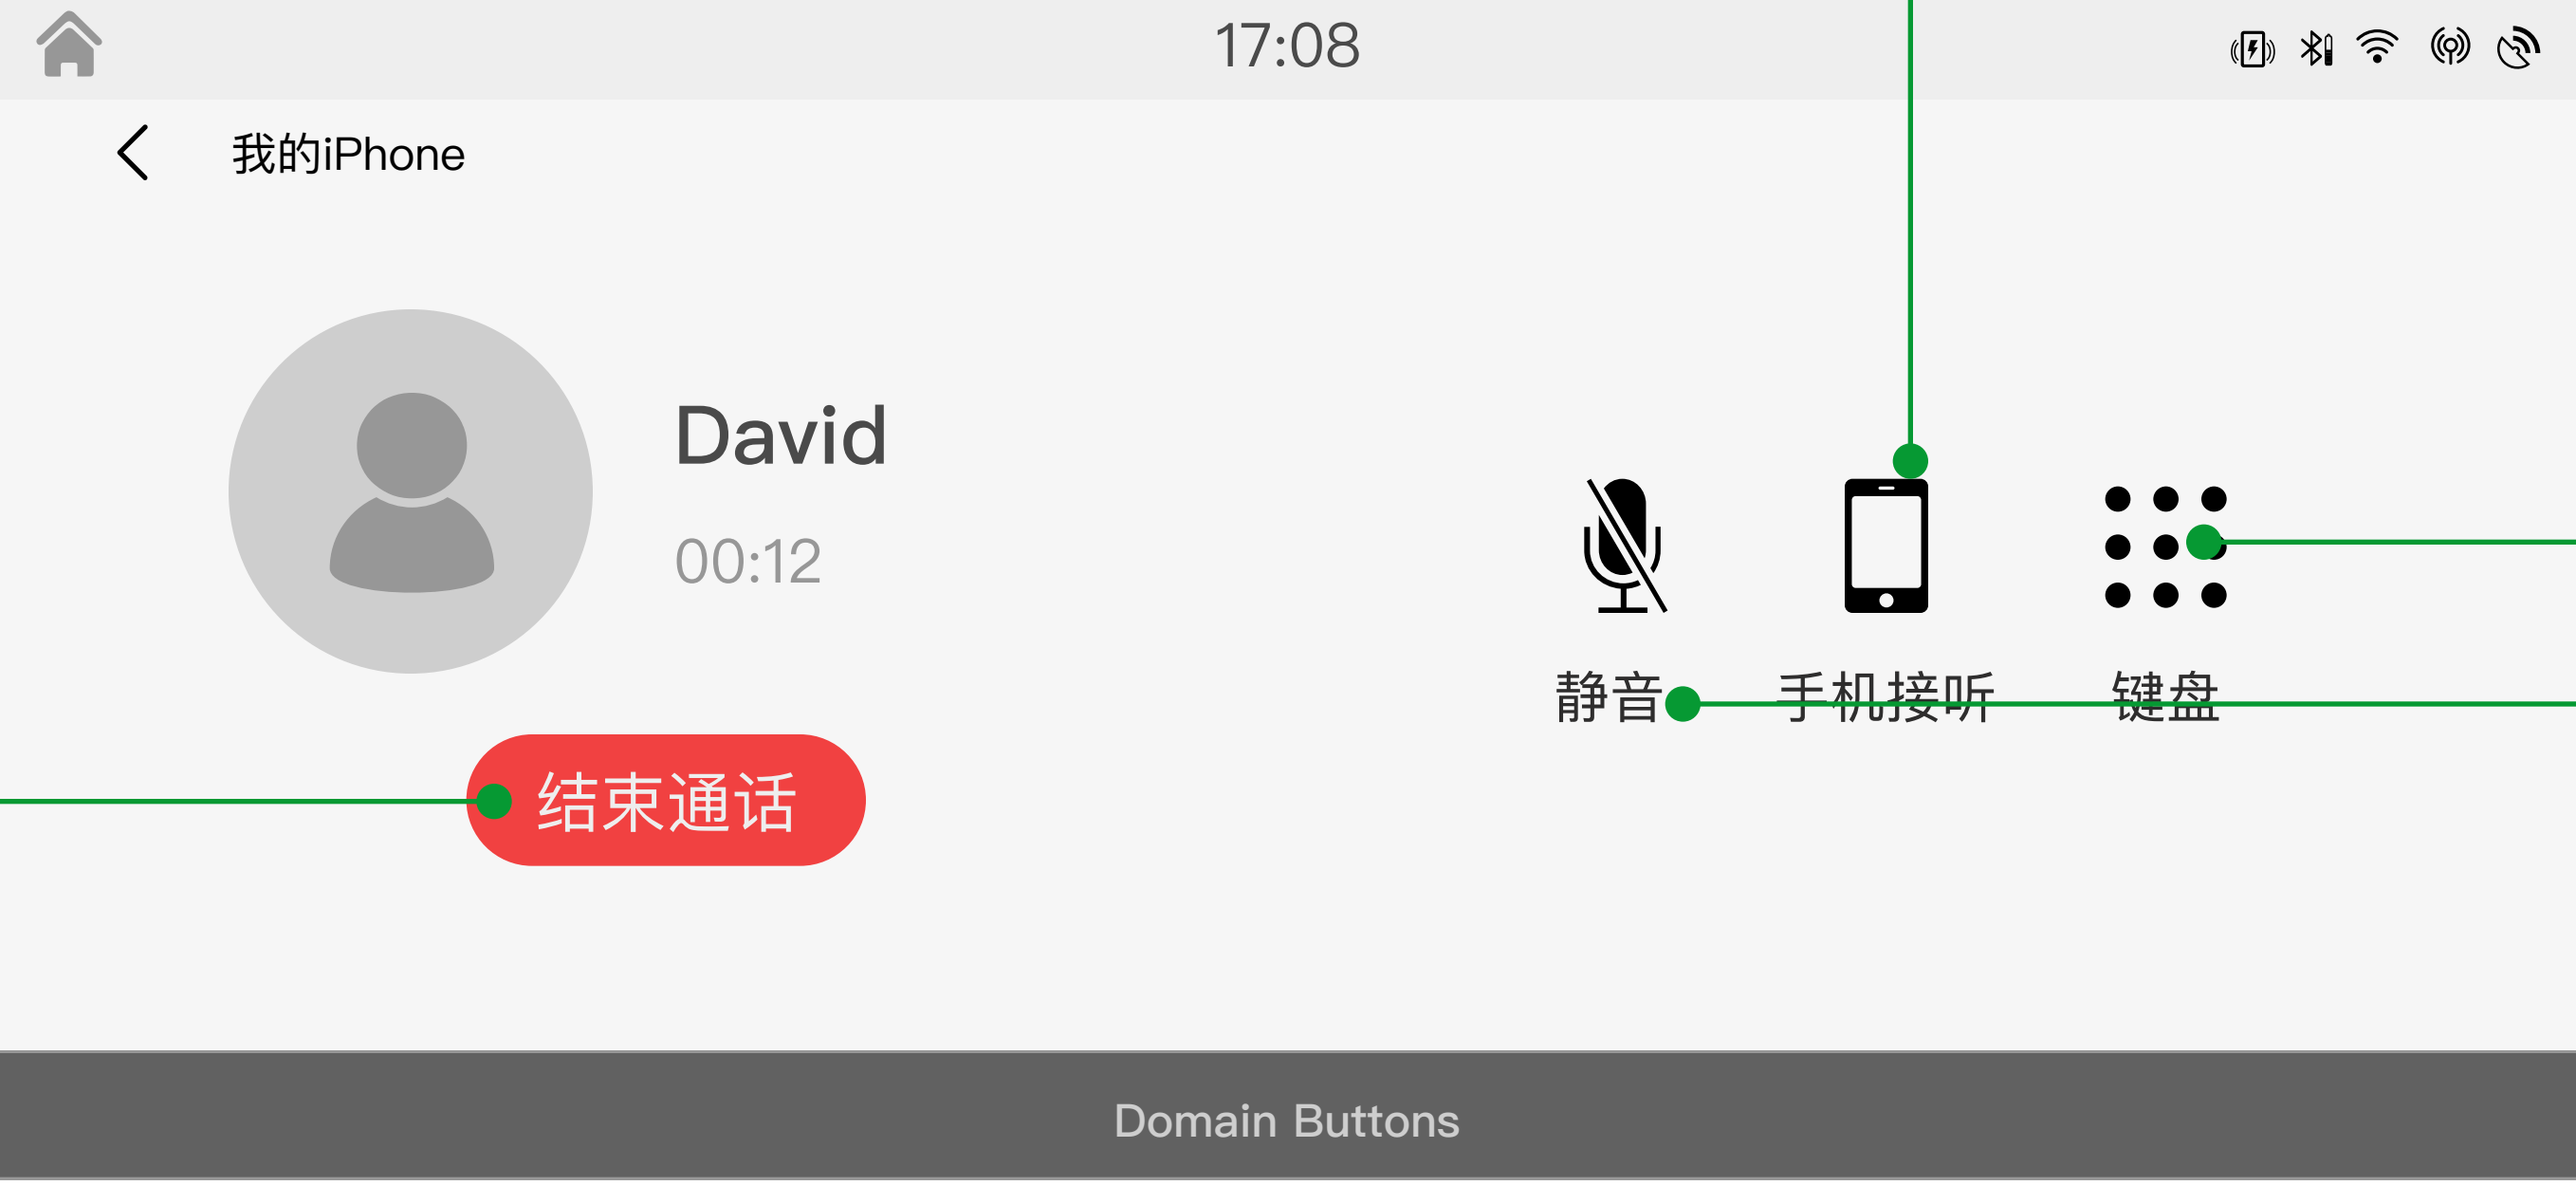 17:08
我的iPhone
David
00:12
静音
手机接听
键盘
结束通话
Domain Buttons